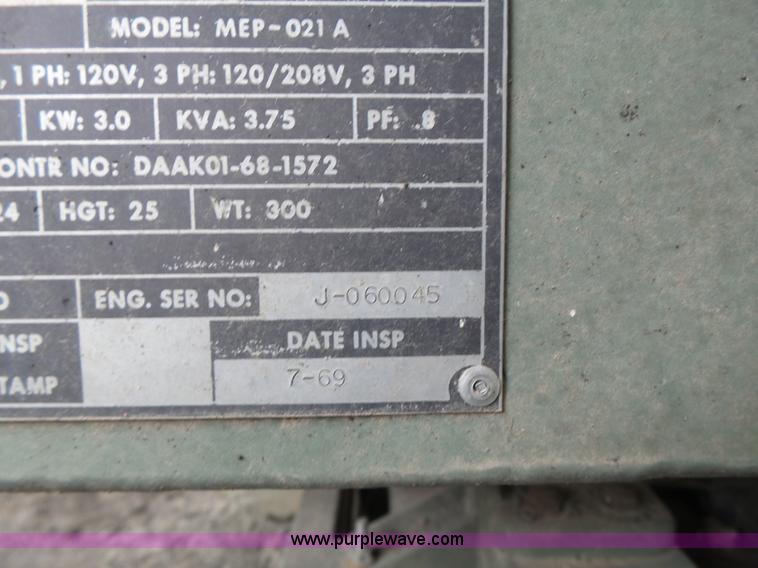 MODEL: MEP-021 A
, 1 PH: 120V, 3 PH: 120/208V, 3 PH
KW: 3.0 KVA: 3.75 PF: .8
ONTR NO: DAAK01-68-1572
24 HGT: 25 WT: 300
ENG. SER NO: J-060045
NSP DATE INSP
TAMP 7-69
www.purplewave.com